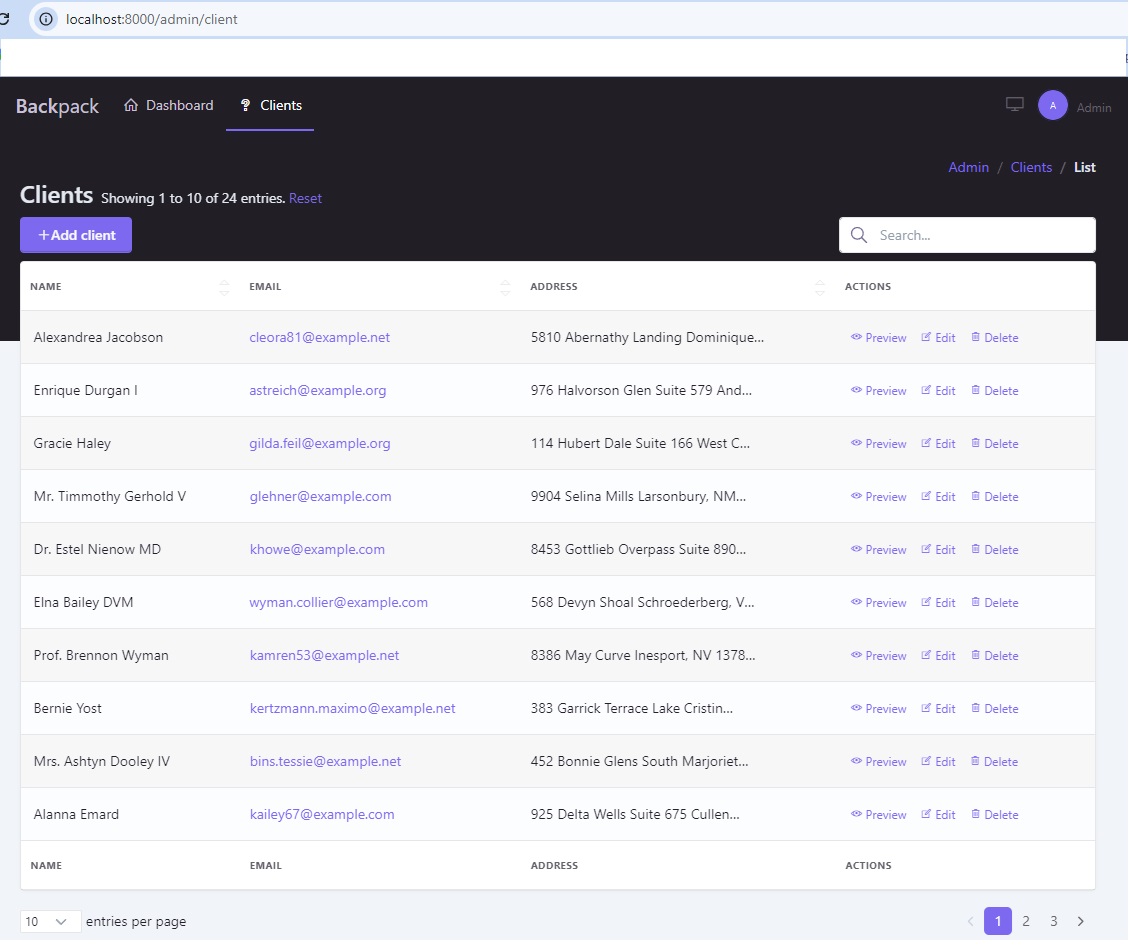 localhost:8000/admin/client
Backpack Dashboard ? Clients A Admin
Admin / Clients / List
Clients Showing 1 to 10 of 24 entries. Reset
+Add client Search...
NAME EMAIL ADDRESS ACTIONS
Alexandrea Jacobson cleora81@example.net 5810 Abernathy Landing Dominique... Preview Edit Delete
Enrique Durgan I astreich@example.org 976 Halvorson Glen Suite 579 And... Preview Edit Delete
Gracie Haley gilda.feil@example.org 114 Hubert Dale Suite 166 West C... Preview Edit Delete
Mr. Timmothy Gerhold V glehner@example.com 9904 Selina Mills Larsonbury, NM... Preview Edit Delete
Dr. Estel Nienow MD khowe@example.com 8453 Gottlieb Overpass Suite 890... Preview Edit Delete
Elna Bailey DVM wyman.collier@example.com 568 Devyn Shoal Schroederberg, V... Preview Edit Delete
Prof. Brennon Wyman kamren53@example.net 8386 May Curve Inesport, NV 1378... Preview Edit Delete
Bernie Yost kertzmann.maximo@example.net 383 Garrick Terrace Lake Cristin... Preview Edit Delete
Mrs. Ashtyn Dooley IV bins.tessie@example.net 452 Bonnie Glens South Marjoriet... Preview Edit Delete
Alanna Emard kailey67@example.com 925 Delta Wells Suite 675 Cullen... Preview Edit Delete
NAME EMAIL ADDRESS ACTIONS
10 entries per page 1 2 3